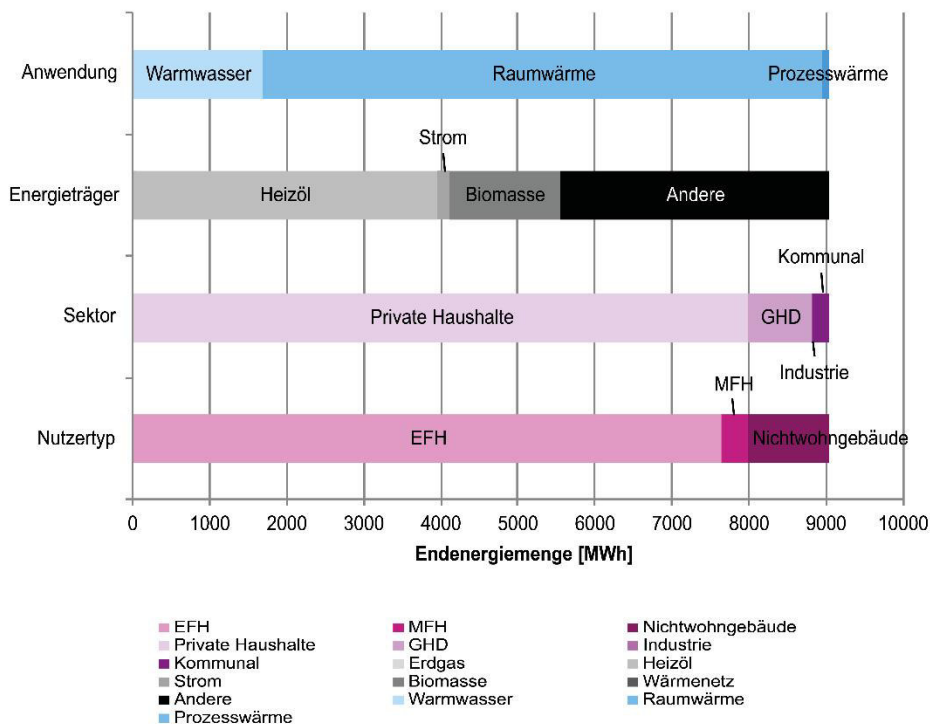 Anwendung
Warmwasser Raumwärme Prozesswärme
Strom
Energieträger
Heizöl Biomasse Andere
Kommunal
Sektor
Private Haushalte GHD
Industrie
MFH
Nutzertyp
EFH Nichtwohngebäude
0 1000 2000 3000 4000 5000 6000 7000 8000 9000 10000
Endenergiemenge [MWh]
EFH MFH Nichtwohngebäude
Private Haushalte GHD Industrie
Kommunal Erdgas Heizöl
Strom Biomasse Wärmenetz
Andere Warmwasser Raumwärme
Prozesswärme